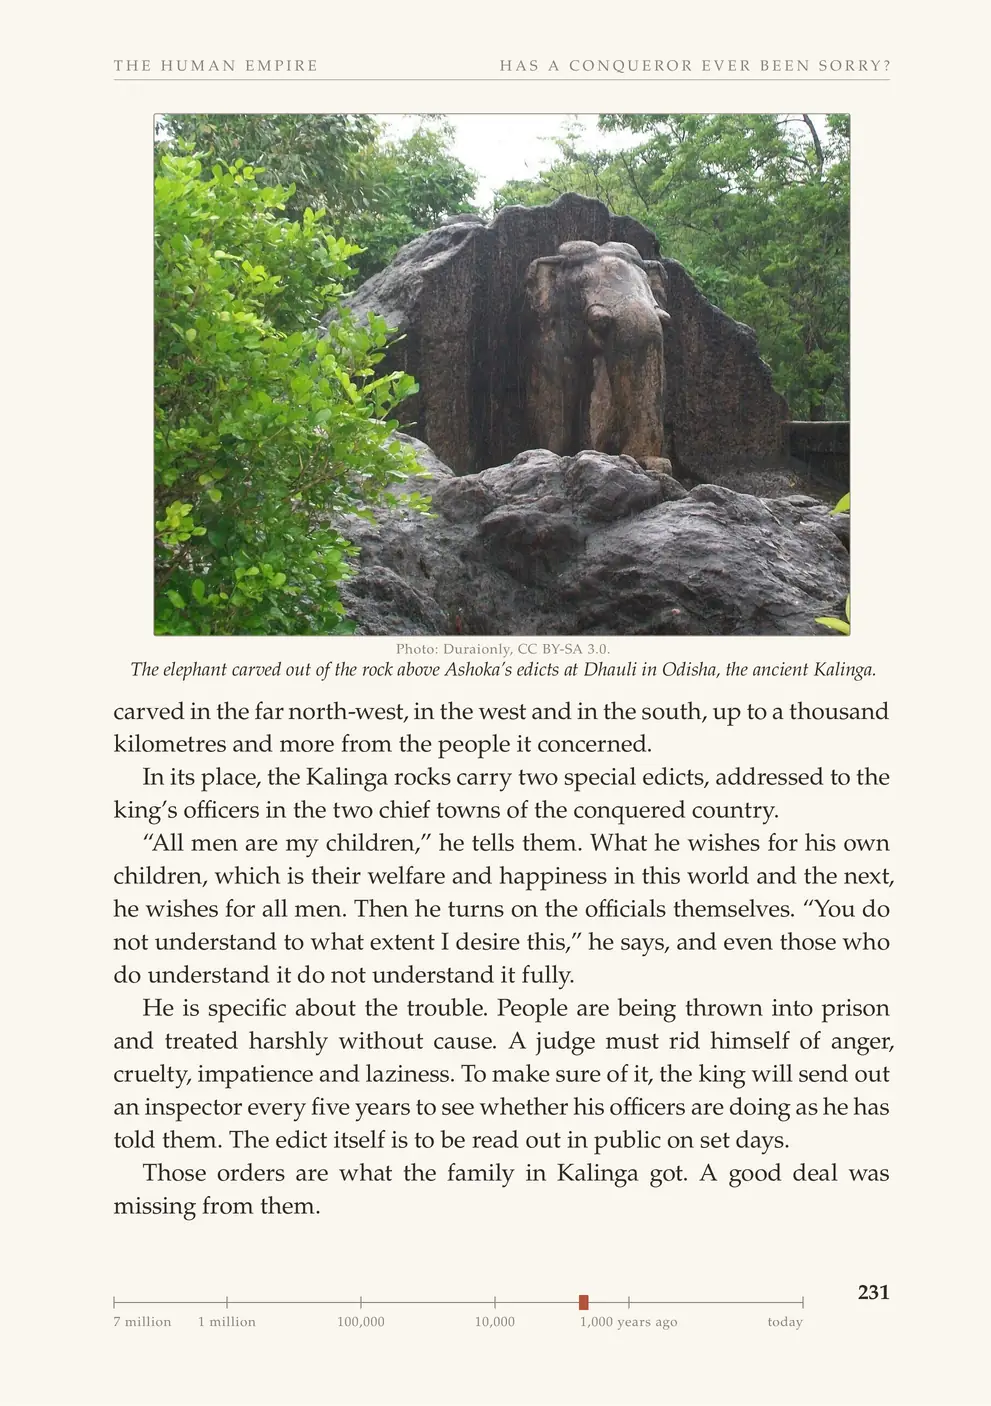 THE HUMAN EMPIRE
HAS A CONQUEROR EVER BEEN SORRY?
Photo: Duraionly, CC BY-SA 3.0.
The elephant carved out of the rock above Ashoka’s edicts at Dhauli in Odisha, the ancient Kalinga.
carved in the far north-west, in the west and in the south, up to a thousand
kilometres and more from the people it concerned.
In its place, the Kalinga rocks carry two special edicts, addressed to the
king’s officers in the two chief towns of the conquered country.
“All men are my children,” he tells them. What he wishes for his own
children, which is their welfare and happiness in this world and the next,
he wishes for all men. Then he turns on the officials themselves. “You do
not understand to what extent I desire this,” he says, and even those who
do understand it do not understand it fully.
He is specific about the trouble. People are being thrown into prison
and treated harshly without cause. A judge must rid himself of anger,
cruelty, impatience and laziness. To make sure of it, the king will send out
an inspector every five years to see whether his officers are doing as he has
told them. The edict itself is to be read out in public on set days.
Those orders are what the family in Kalinga got. A good deal was
missing from them.
231
7 million 1 million 100,000 10,000 1,000 years ago today